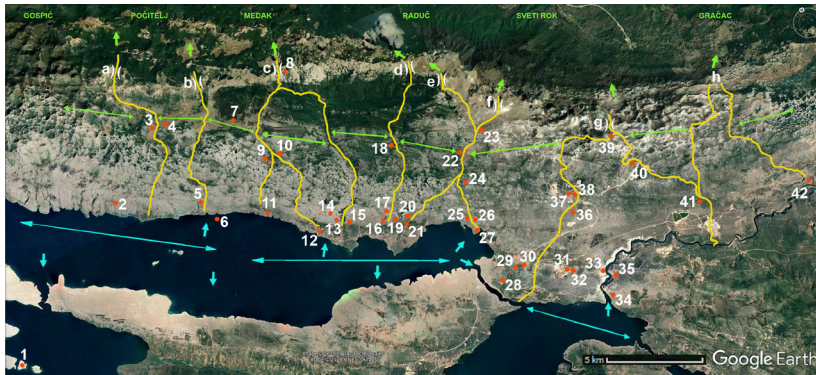 GOSPIĆ POČITELJ MEDAK RADUČ SVETI ROK GRAČAC
a)( b)( c)( 8 d)( e)( f)( g)( h
3 4 7 9 10 18 22 23 39
24 40
2 5 6 11 14 13 15 12 17 16 19 20 21 25 26 27 37 38 36 41 42
29 30 31 32 33 35
28 34
1
5 km Google Earth